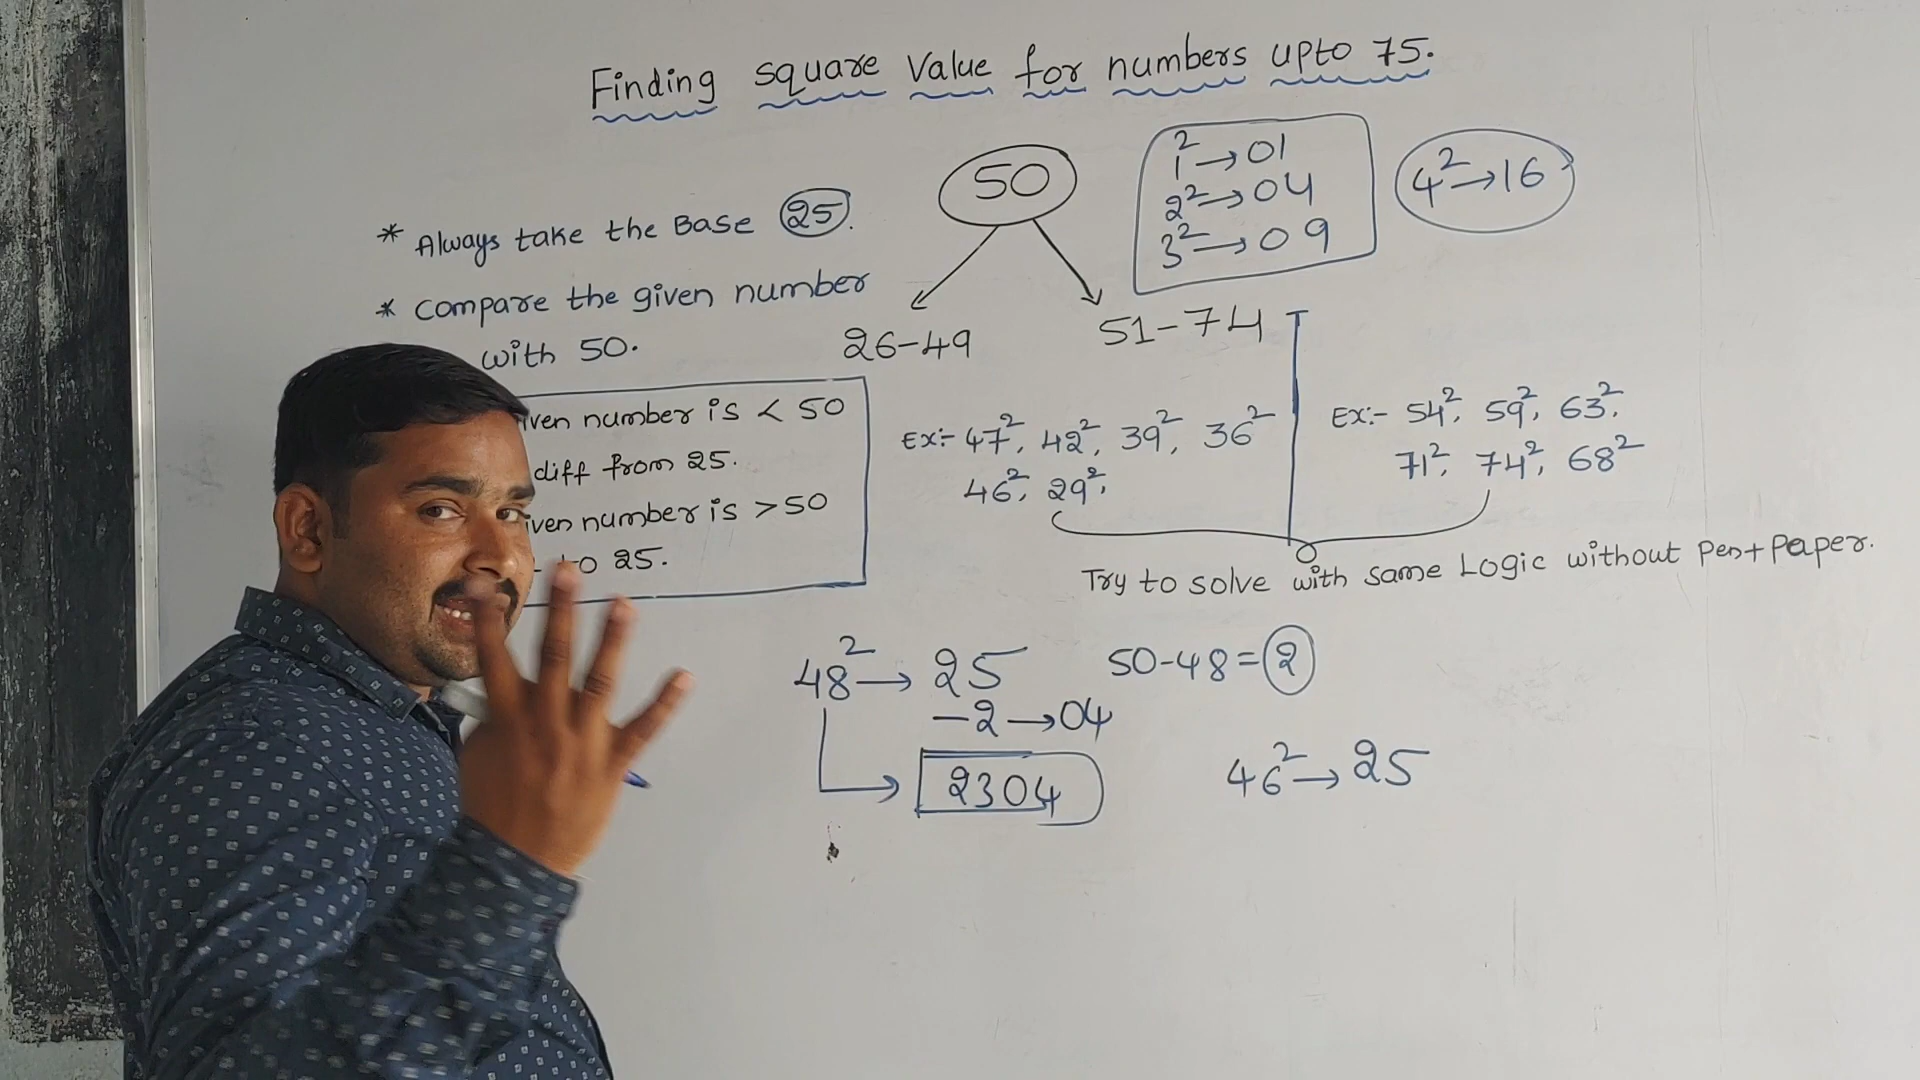 Finding square Value for numbers upto 75.
* Always take the Base 25.
* Compare the given number
with 50.
given number is < 50
diff from 25.
given number is > 50
to 25.
50
26-49
51-74
1² → 01
2² → 04
3² → 09
4² → 16
Ex:- 47², 42², 39², 36²
46², 29²,
Ex:- 54², 59², 63²,
71², 74², 68²
Try to solve with same Logic without Pen+Paper.
48² → 25
-2 → 04
2304
50-48=2
46² → 25